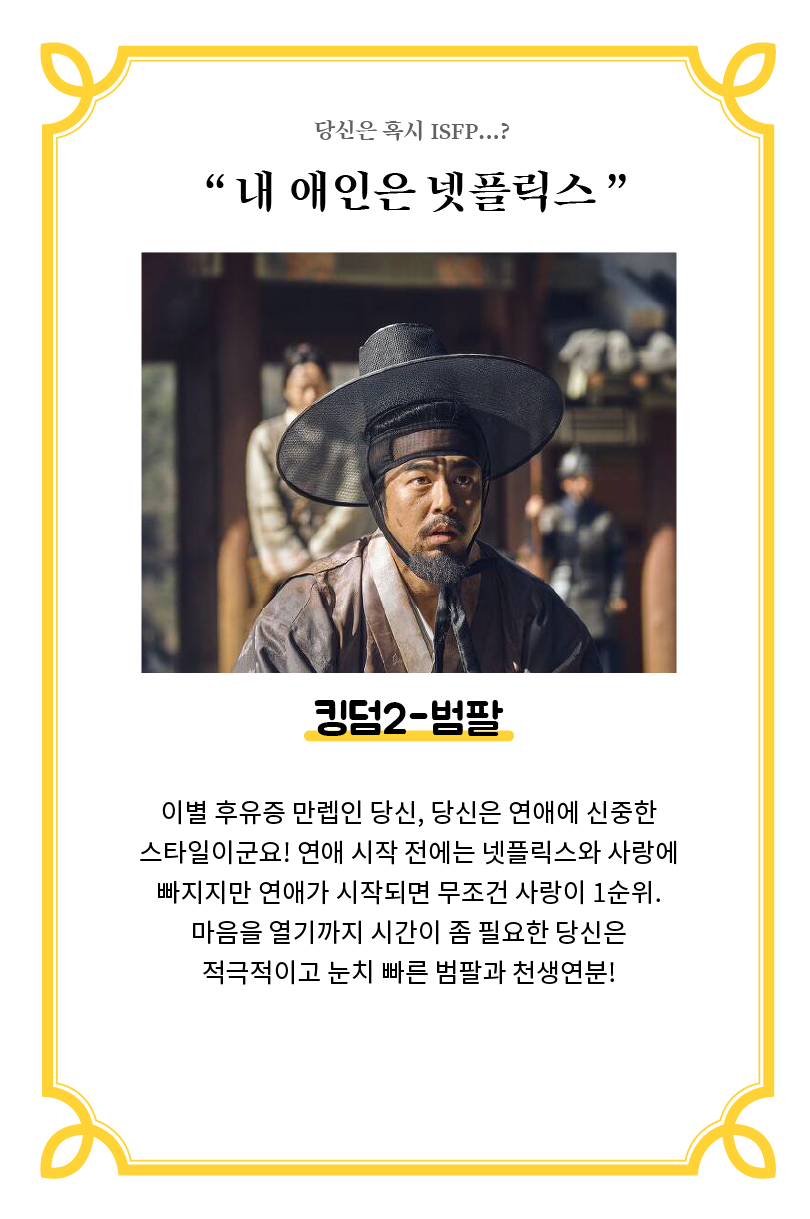 당신은 혹시 ISFP...?
“ 내 애인은 넷플릭스 ”
킹덤2-범팔
이별 후유증 만렙인 당신, 당신은 연애에 신중한
스타일이군요! 연애 시작 전에는 넷플릭스와 사랑에
빠지지만 연애가 시작되면 무조건 사랑이 1순위.
마음을 열기까지 시간이 좀 필요한 당신은
적극적이고 눈치 빠른 범팔과 천생연분!